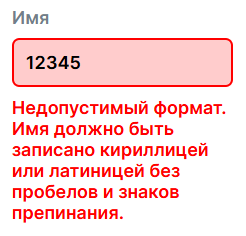 Имя
12345
Недопустимый формат.
Имя должно быть
записано кириллицей
или латиницей без
пробелов и знаков
препинания.